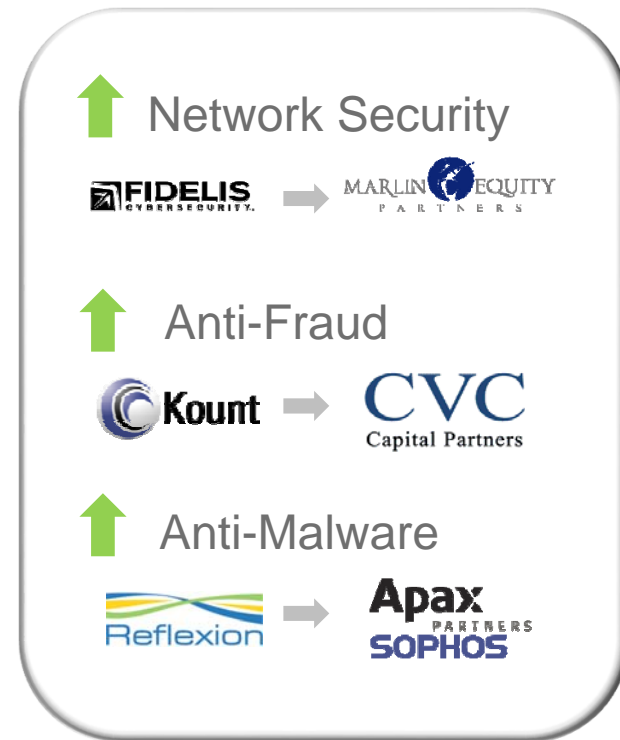 Network Security
FIDELIS
CYBERSECURITY.
MARLIN EQUITY
PARTNERS
Anti-Fraud
Kount
CVC
Capital Partners
Anti-Malware
Reflexion
Apax
PARTNERS
SOPHOS